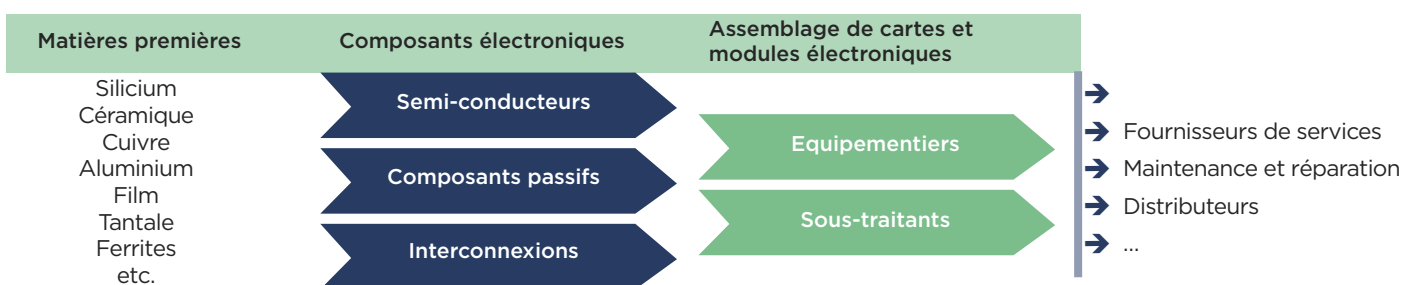 Matières premières
Silicium
Céramique
Cuivre
Aluminium
Film
Tantale
Ferrites
etc.
Composants électroniques
Semi-conducteurs
Composants passifs
Interconnexions
Assemblage de cartes et
modules électroniques
Equipementiers
Sous-traitants
Fournisseurs de services
Maintenance et réparation
Distributeurs
...